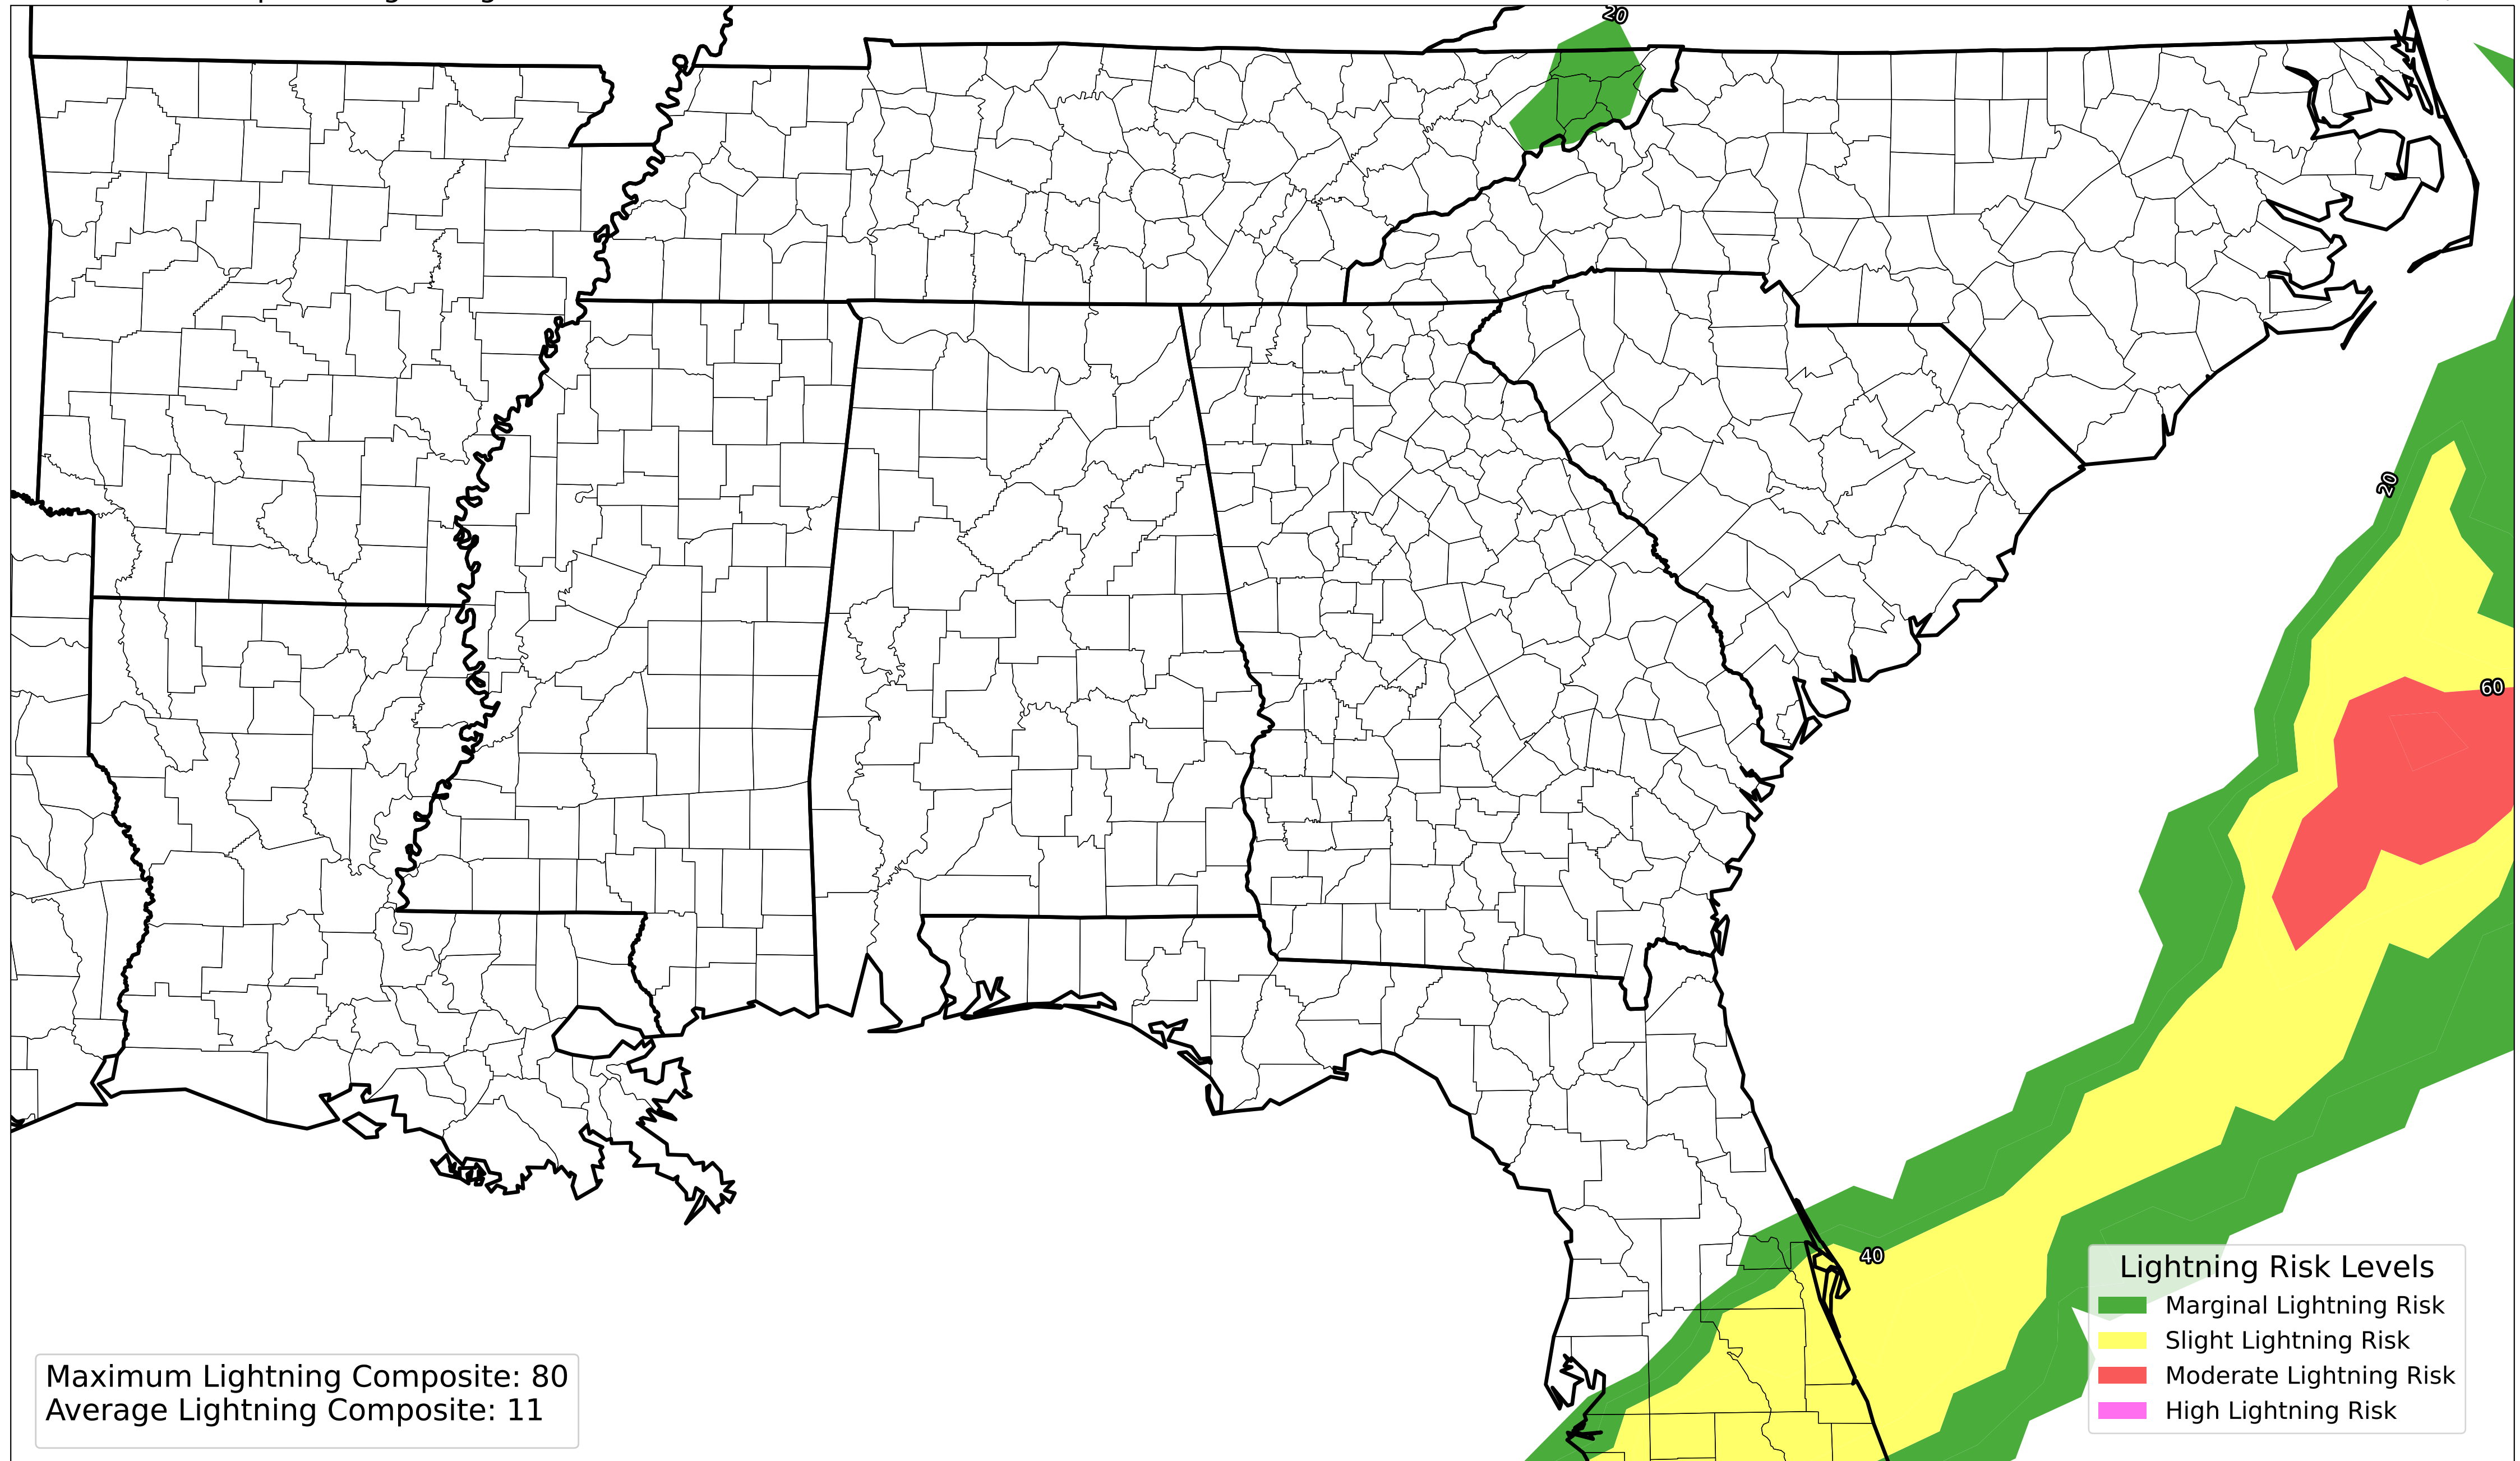 20
20
60
40
Lightning Risk Levels
Marginal Lightning Risk
Slight Lightning Risk
Moderate Lightning Risk
High Lightning Risk
Maximum Lightning Composite: 80
Average Lightning Composite: 11